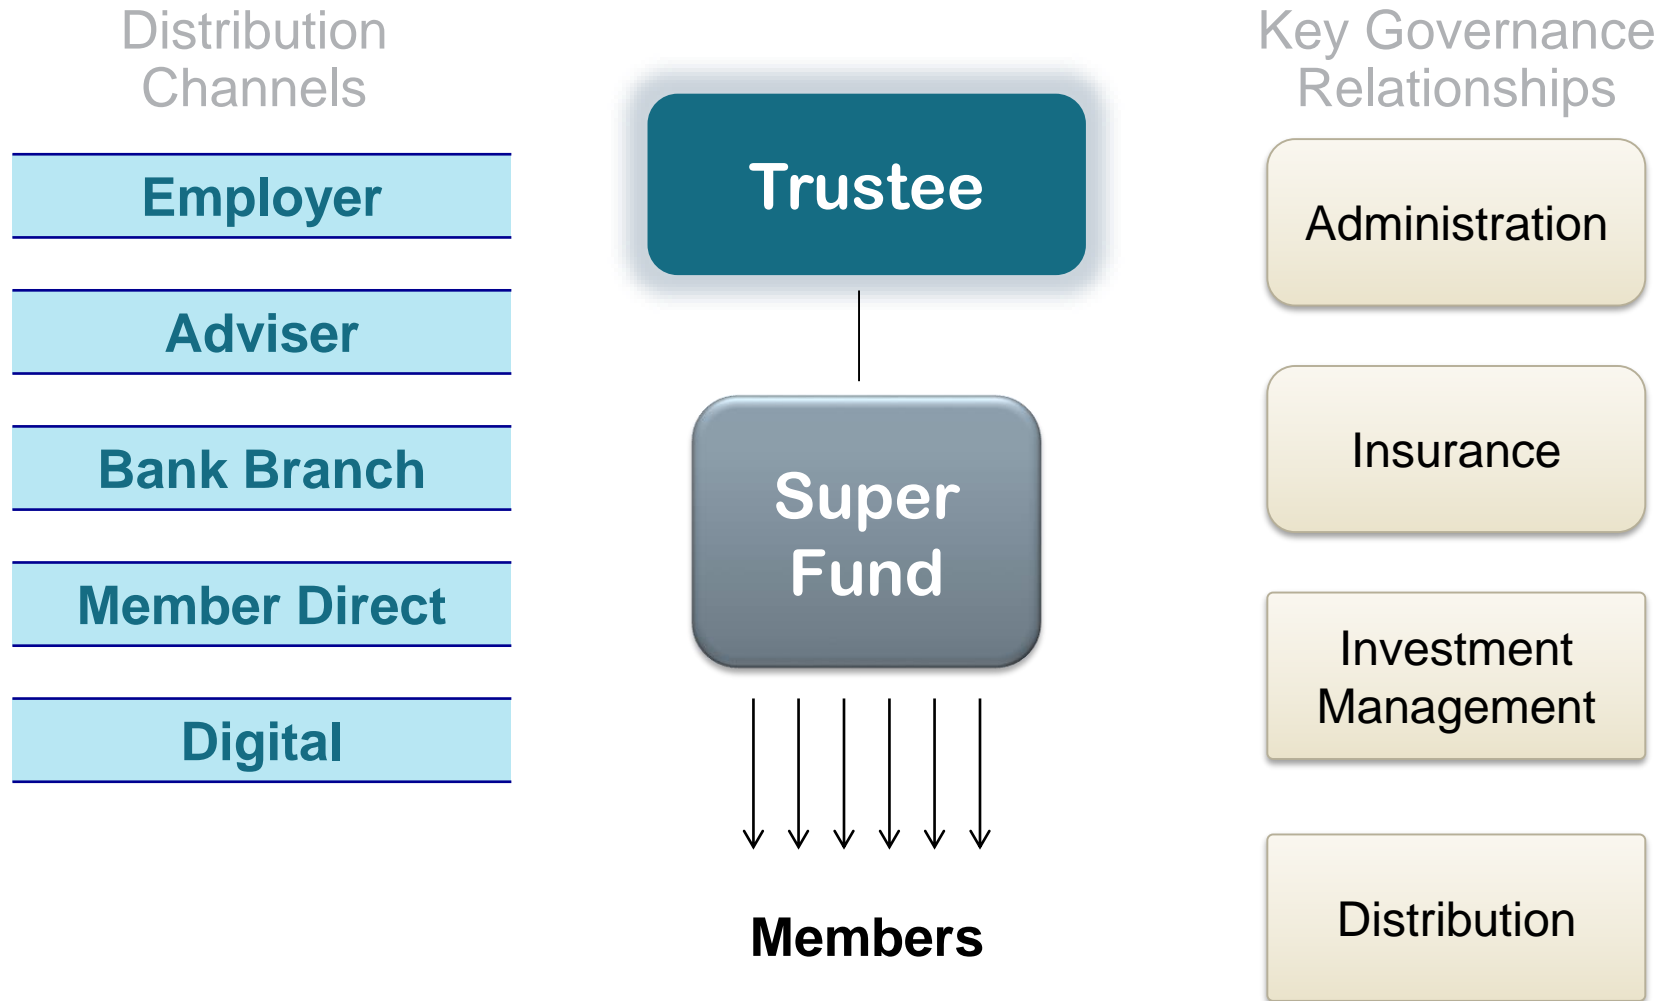 Distribution
Channels
Employer
Adviser
Bank Branch
Member Direct
Digital
Trustee
Super
Fund
Members
Key Governance
Relationships
Administration
Insurance
Investment
Management
Distribution